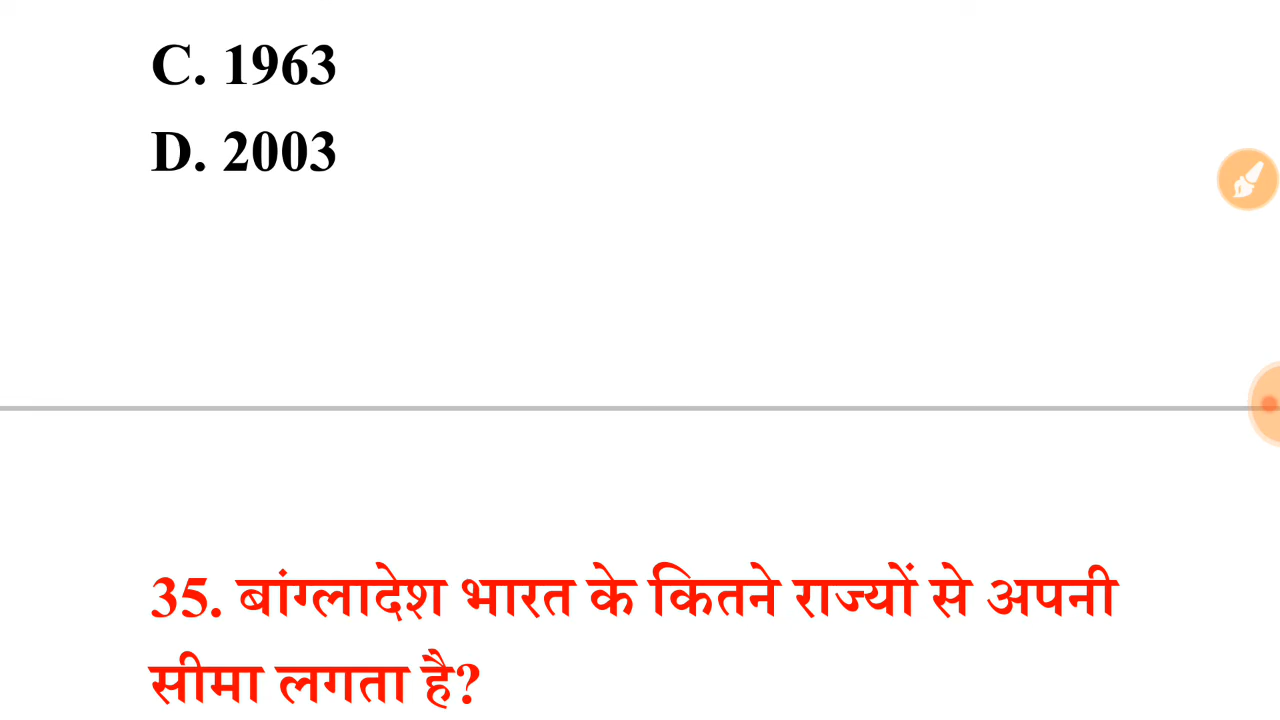 C. 1963
D. 2003
35. बांग्लादेश भारत के कितने राज्यों से अपनी
सीमा लगता है?